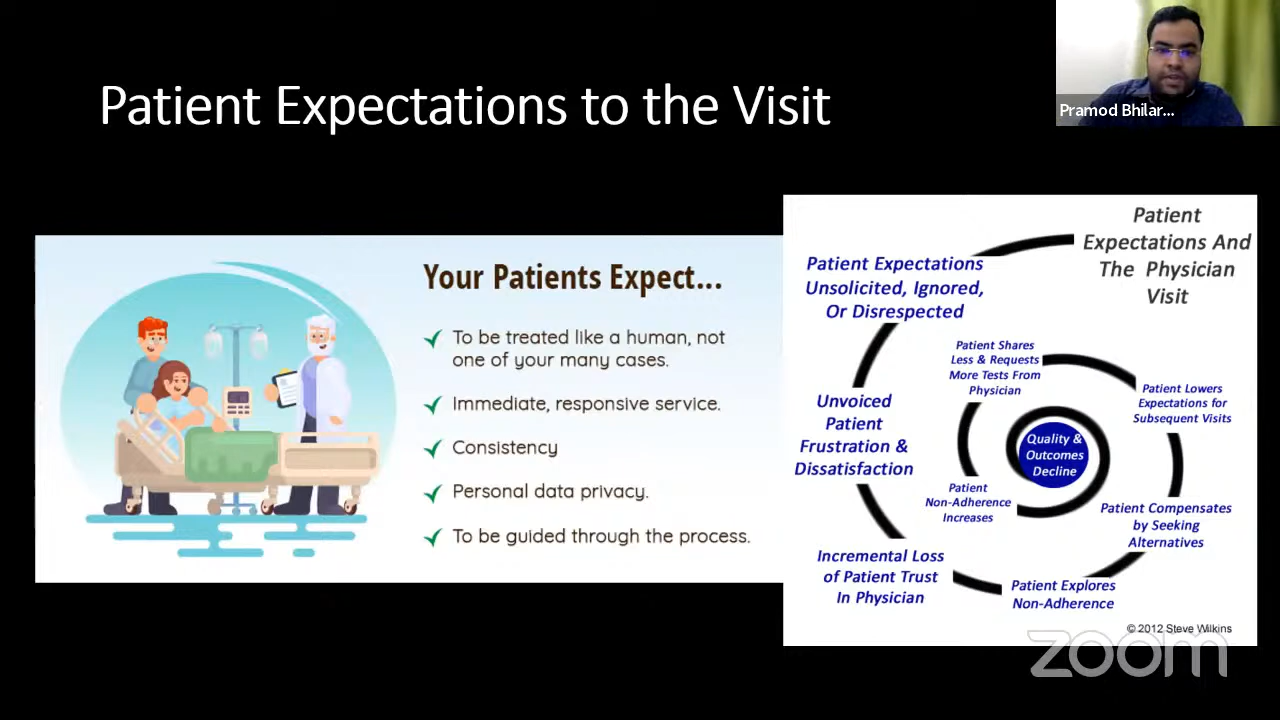 Patient Expectations to the Visit
Pramod Bhilar...
Your Patients Expect...
To be treated like a human, not
one of your many cases.
Immediate, responsive service.
Consistency
Personal data privacy.
To be guided through the process.
Patient
Expectations And
The Physician
Visit
Patient Expectations
Unsolicited, Ignored,
Or Disrespected
Unvoiced
Patient
Frustration &
Dissatisfaction
Incremental Loss
of Patient Trust
In Physician
Patient Explores
Non-Adherence
Patient Compensates
by Seeking
Alternatives
Patient Lowers
Expectations for
Subsequent Visits
Patient Shares
Less & Requests
More Tests From
Physician
Patient
Non-Adherence
Increases
Quality &
Outcomes
Decline
© 2012 Steve Wilkins
zoom